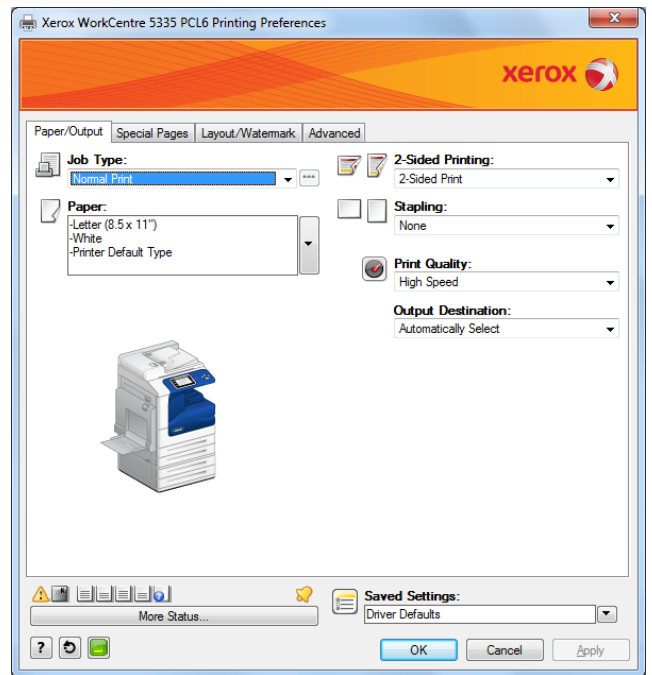 Xerox WorkCentre 5335 PCL6 Printing Preferences
xerox
Paper/Output Special Pages Layout/Watermark Advanced
Job Type:
Normal Print
Paper:
-Letter (8.5 x 11")
-White
-Printer Default Type
2-Sided Printing:
2-Sided Print
Stapling:
None
Print Quality:
High Speed
Output Destination:
Automatically Select
More Status...
Saved Settings:
Driver Defaults
?
OK Cancel Apply